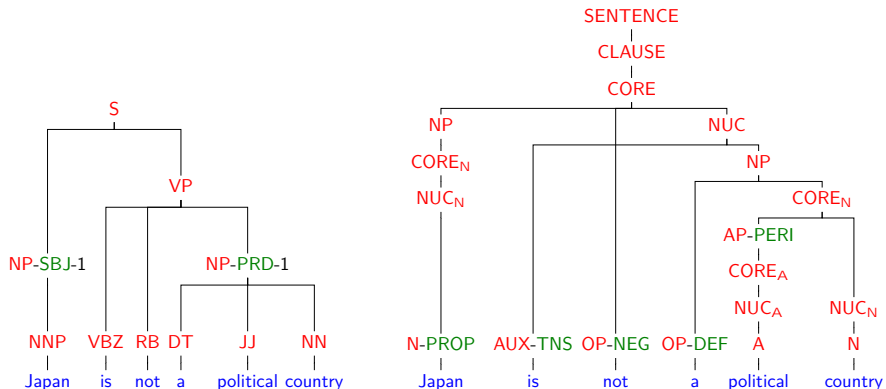 SENTENCE
CLAUSE
CORE
S
NP NUC
CORE_N NP
VP NUC_N CORE_N
AP-PERI
NP-SBJ-1 NP-PRD-1 CORE_A
NUC_A NUC_N
NNP VBZ RB DT JJ NN N-PROP AUX-TNS OP-NEG OP-DEF A N
Japan is not a political country Japan is not a political country